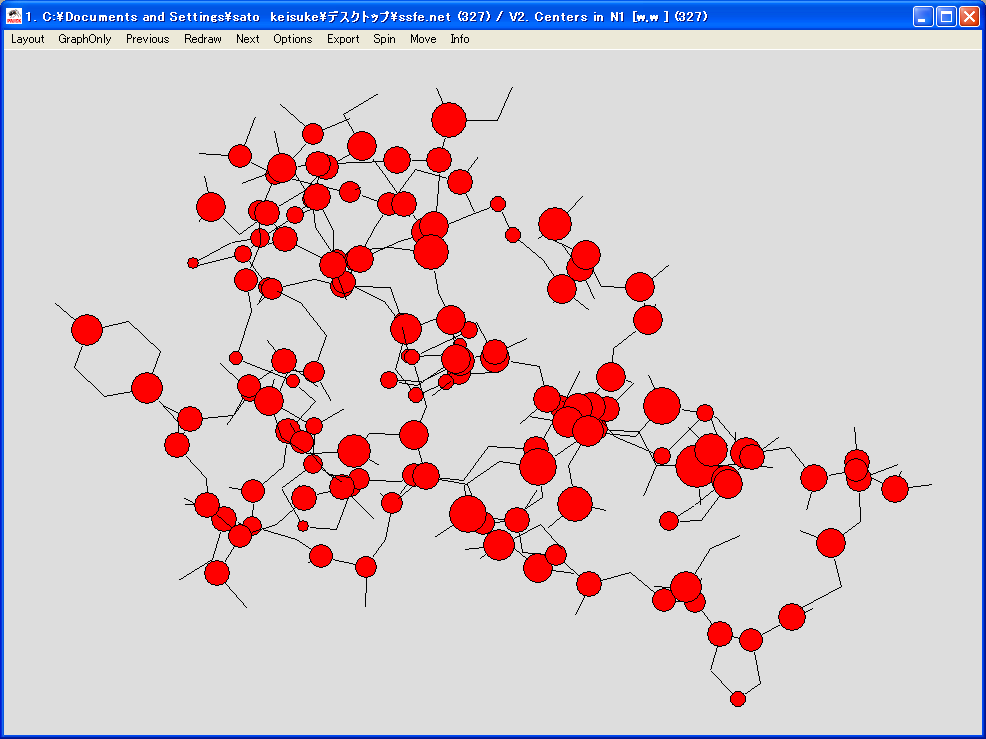 1. C:¥Documents and Settings¥sato keisuke¥デスクトップ¥ssfe.net (327) / V2. Centers in N1 [w,w ] (327)
Layout GraphOnly Previous Redraw Next Options Export Spin Move Info